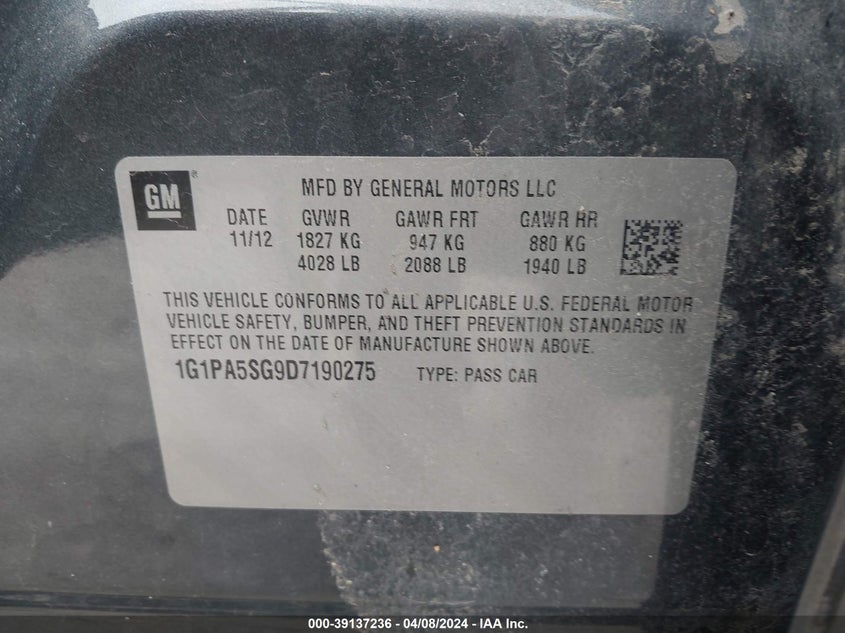 GM®
MFD BY GENERAL MOTORS LLC
DATE GVWR GAWR FRT GAWR RR
11/12 1827 KG 947 KG 880 KG
4028 LB 2088 LB 1940 LB
THIS VEHICLE CONFORMS TO ALL APPLICABLE U.S. FEDERAL MOTOR
VEHICLE SAFETY, BUMPER, AND THEFT PREVENTION STANDARDS IN
EFFECT ON THE DATE OF MANUFACTURE SHOWN ABOVE.
1G1PA5SG9D7190275 TYPE: PASS CAR
000-39137236 - 04/08/2024 - IAA Inc.